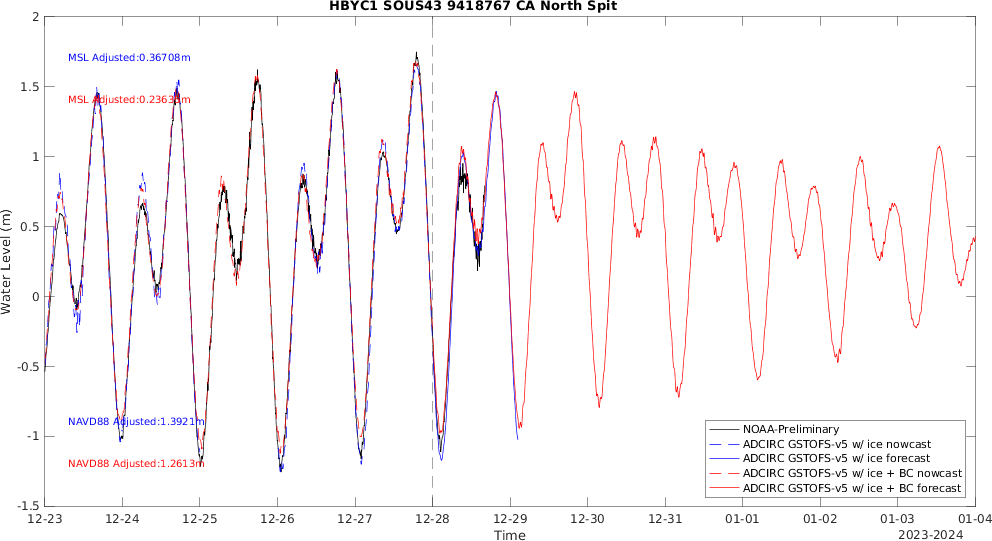 HBYC1 SOUS43 9418767 CA North Spit
2
1.5
1
0.5
0
-0.5
-1
-1.5
Water Level (m)
MSL Adjusted:0.36708m
MSL Adjusted:0.2363
NAVD88 Adjusted:1.3921m
NAVD88 Adjusted:1.2613m
NOAA-Preliminary
ADCIRC GSTOFS-v5 w/ ice nowcast
ADCIRC GSTOFS-v5 w/ ice forecast
ADCIRC GSTOFS-v5 w/ ice + BC nowcast
ADCIRC GSTOFS-v5 w/ ice + BC forecast
12-23 12-24 12-25 12-26 12-27 12-28 12-29 12-30 12-31 01-01 01-02 01-03 01-04
Time
2023-2024